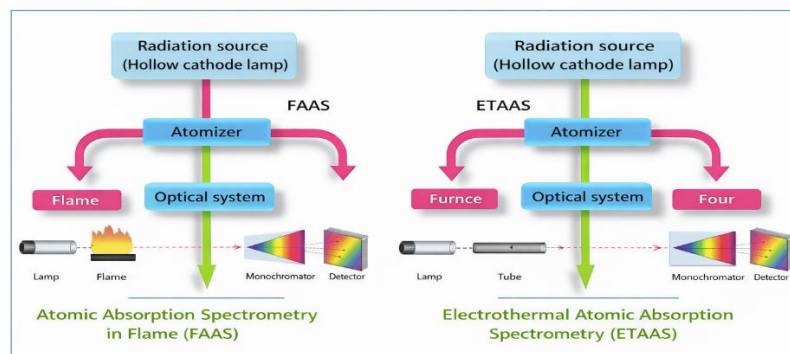 Radiation source
(Hollow cathode lamp)
FAAS
Atomizer
Flame
Optical system
Lamp
Flame
Monochromator
Detector
Atomic Absorption Spectrometry
in Flame (FAAS)
Radiation source
(Hollow cathode lamp)
ETAAS
Atomizer
Furnce
Optical system
Four
Lamp
Tube
Monochromator
Detector
Electrothermal Atomic Absorption
Spectrometry (ETAAS)